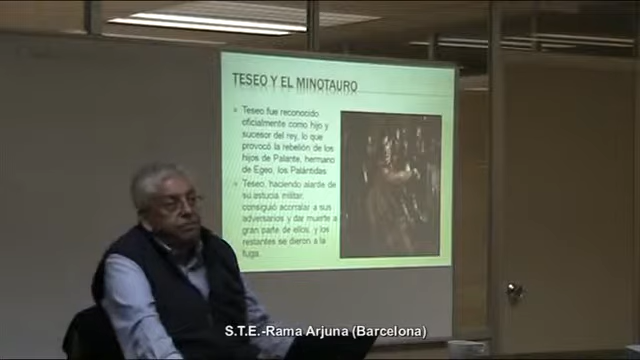 TESEO Y EL MINOTAURO
Teseo fue reconocido
oficialmente como hijo y
sucesor del rey, lo que
provocó la rebelión de los
hijos de Palante, hermano
de Egeo, los Palántidas
Teseo, haciendo alarde de
su astucia militar,
consiguió acorralar a sus
adversarios y dar muerte a
gran parte de ellos, y los
restantes se dieron a la
fuga.
S.T.E.-Rama Arjuna (Barcelona)